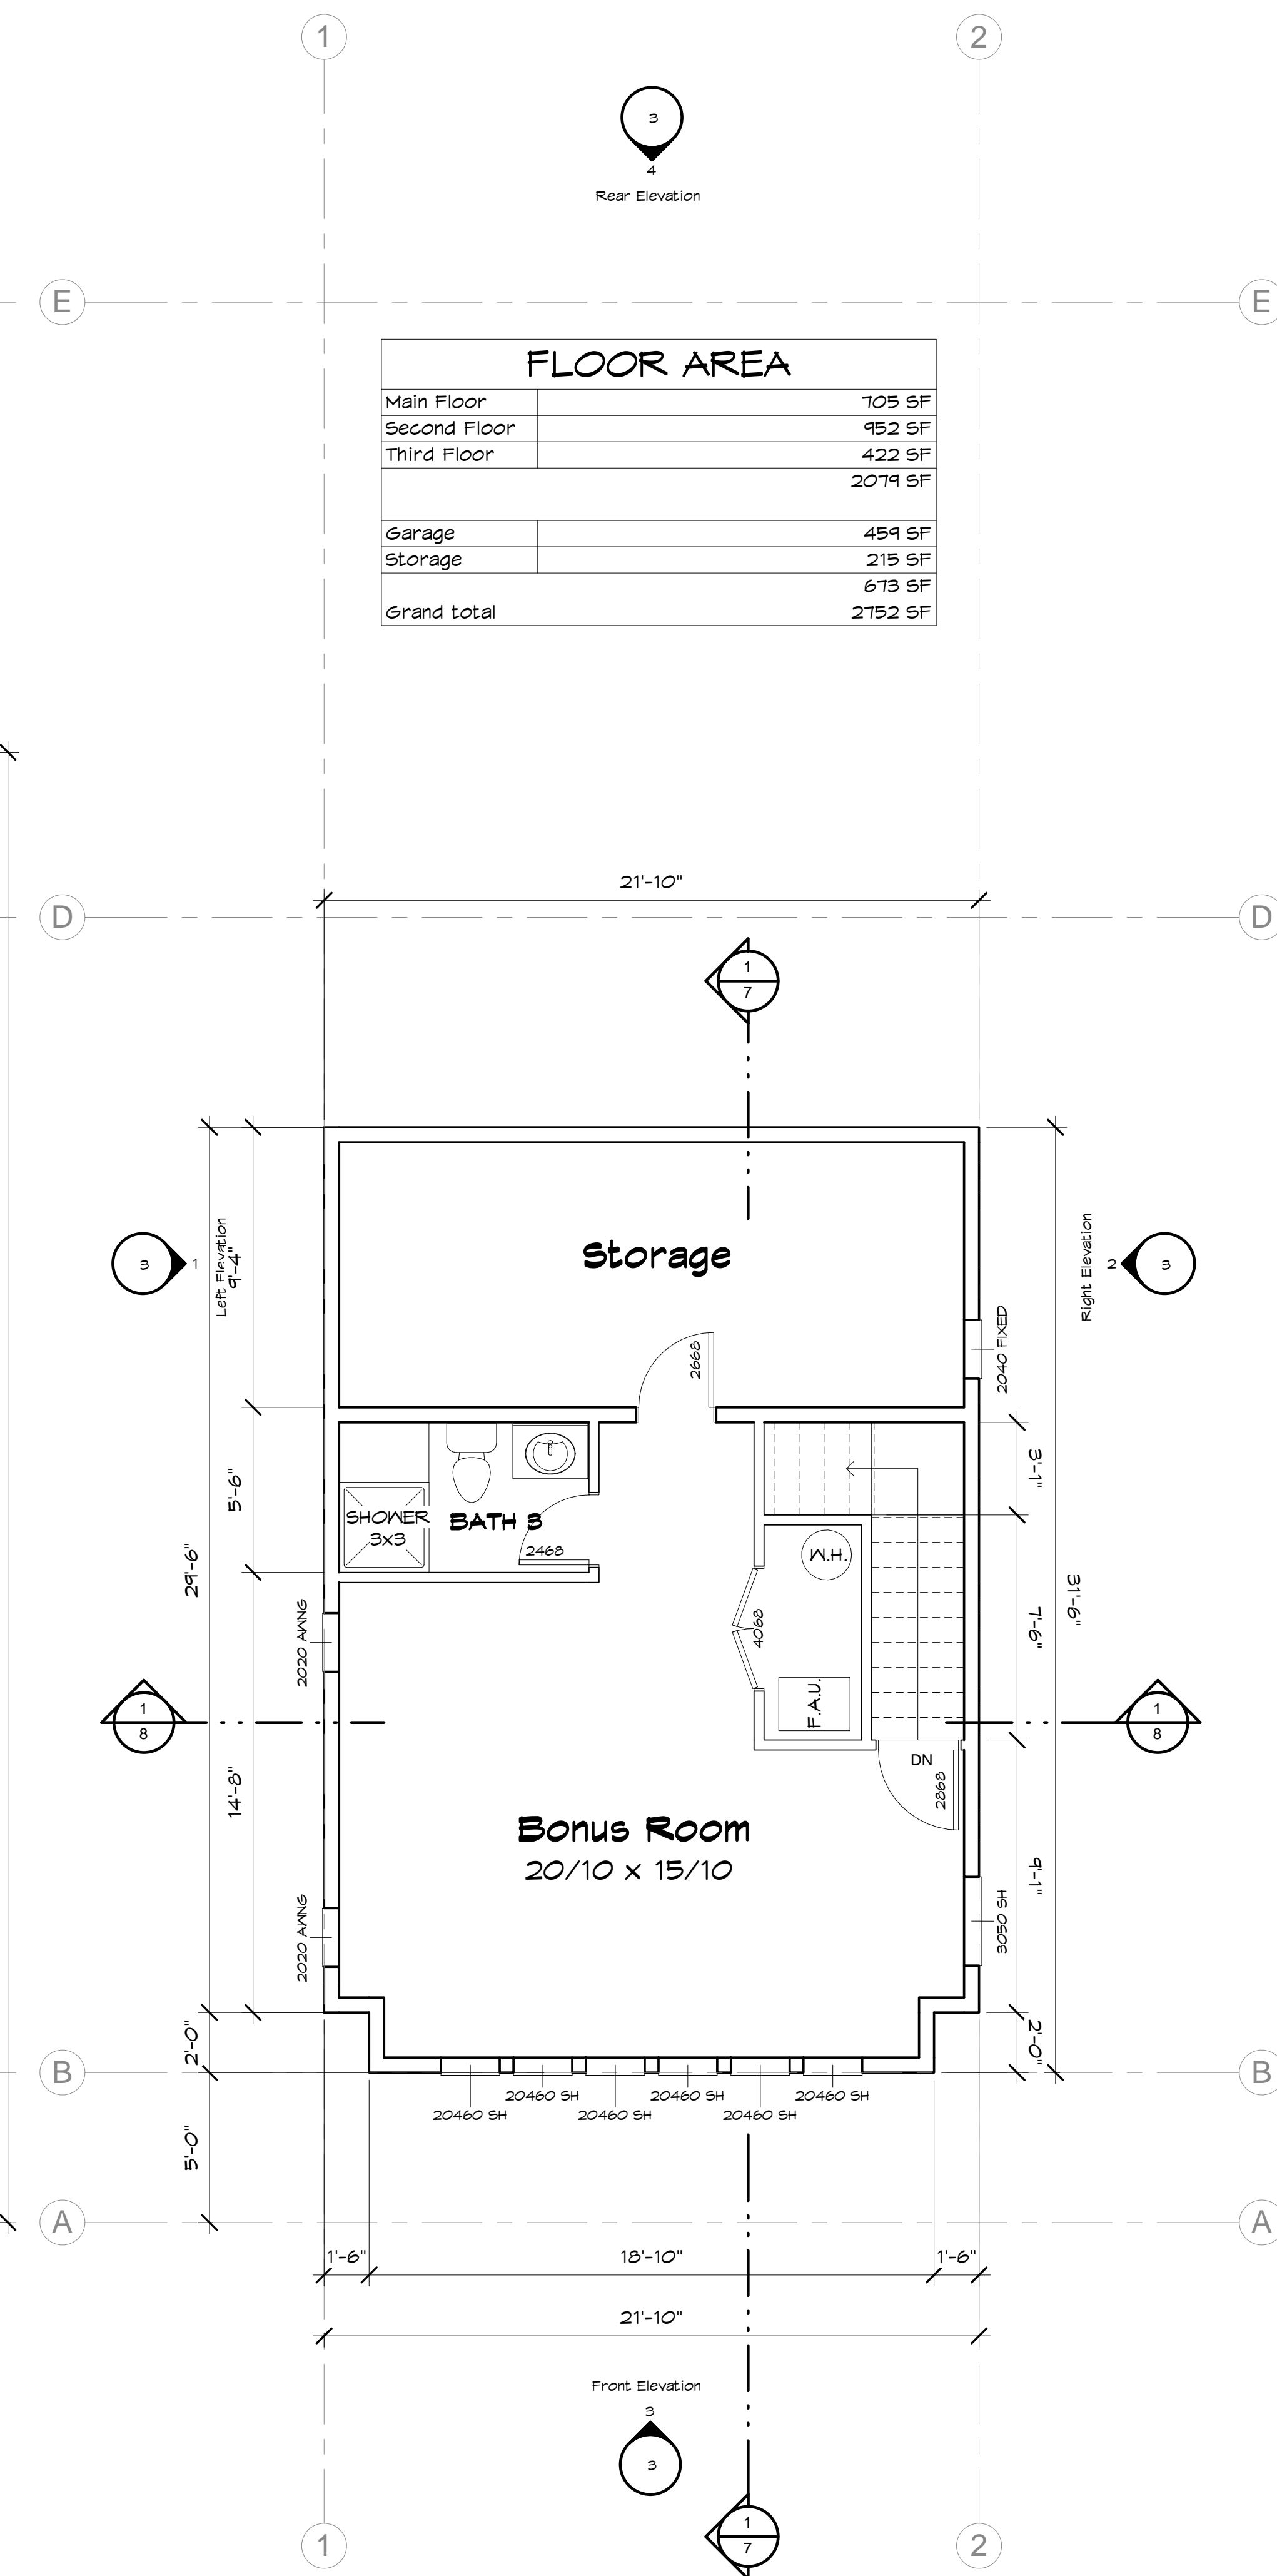 1
2
3
4
Rear Elevation
E
E
FLOOR AREA
Main Floor 705 SF
Second Floor 952 SF
Third Floor 422 SF
2079 SF
Garage 459 SF
Storage 215 SF
673 SF
Grand total 2752 SF
21'-10"
D
D
1
7
Left Elevation
9'-4"
3
1
Storage
2668
2040 FIXED
Right Elevation
2
3
5'-6"
29'-6"
SHOWER
3x3
BATH 3
2468
W.H.
4068
F.A.U.
3'-1"
7'-6"
31'-6"
2020 AWNG
1
8
1
8
14'-8"
DN
2868
Bonus Room
20/10 x 15/10
9'-1"
2020 AWNG
3050 SH
2'-0"
2'-0"
B
B
20460 SH 20460 SH 20460 SH
20460 SH 20460 SH 20460 SH
5'-0"
A
A
1'-6"
18'-10"
1'-6"
21'-10"
Front Elevation
3
3
1
7
1
2